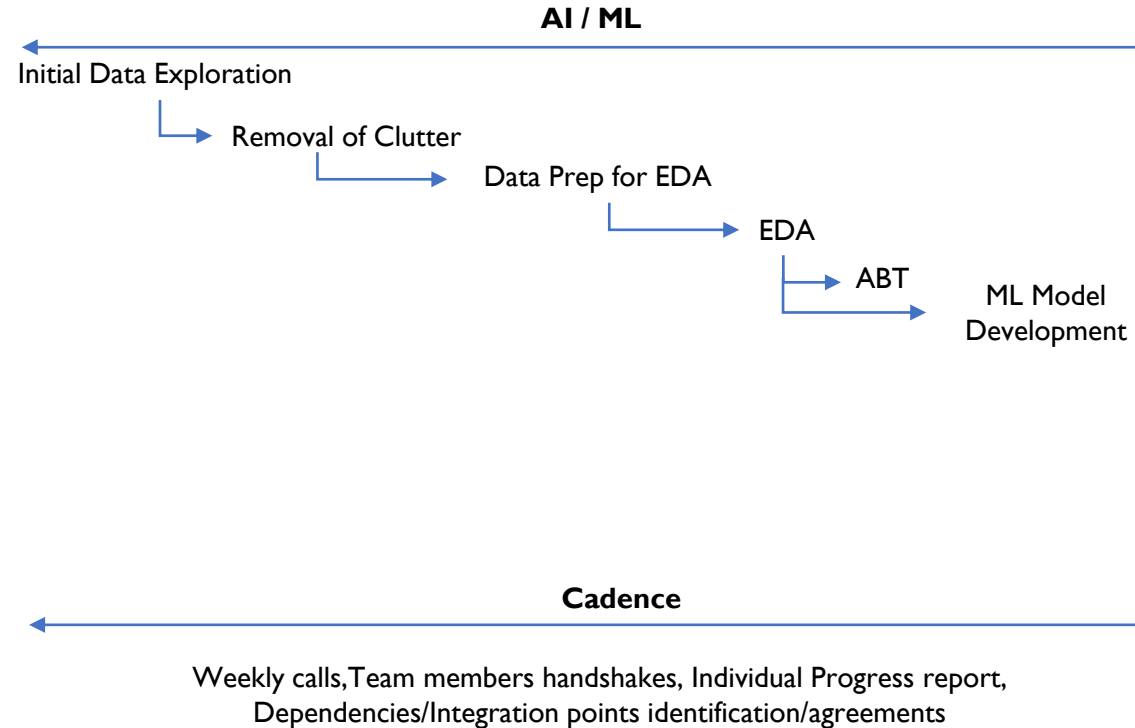 AI / ML
Initial Data Exploration
Removal of Clutter
Data Prep for EDA
EDA
ABT
ML Model
Development
Cadence
Weekly calls,Team members handshakes, Individual Progress report,
Dependencies/Integration points identification/agreements